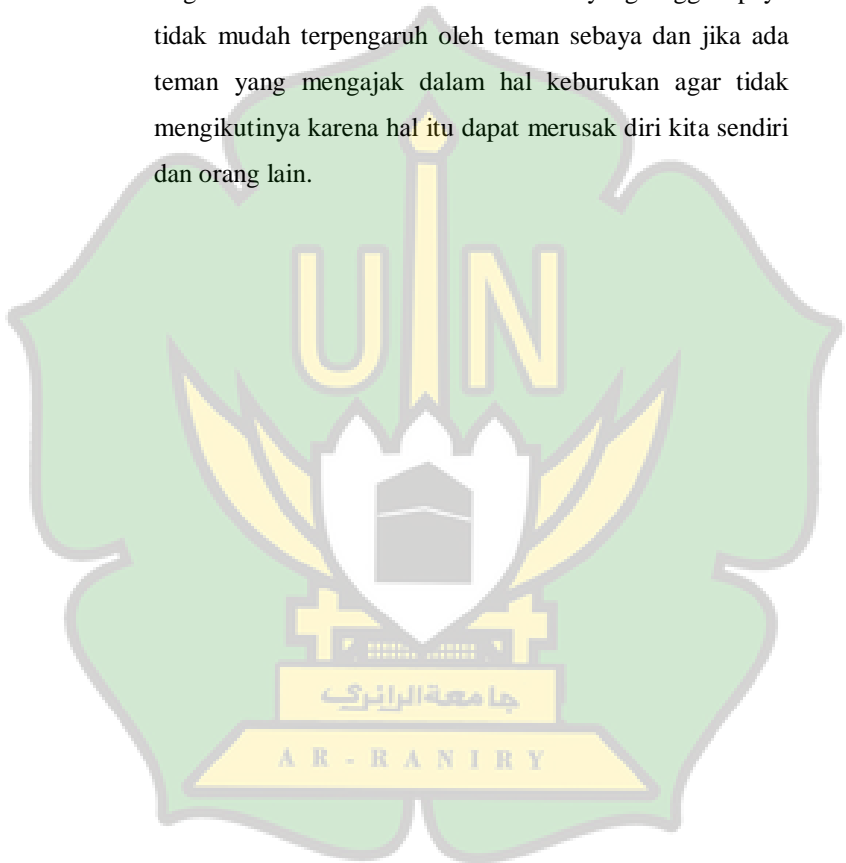 tidak mudah terpengaruh oleh teman sebaya dan jika ada
teman yang mengajak dalam hal keburukan agar tidak
mengikutinya karena hal itu dapat merusak diri kita sendiri
dan orang lain.
U N
جامعة الرانري
AR-RANIRY